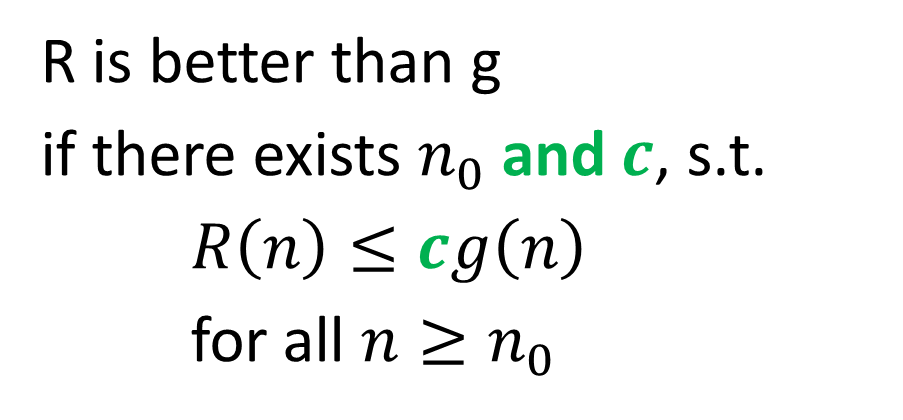 R is better than g
if there exists n₀ and c, s.t.
R(n) ≤ cg(n)
for all n ≥ n₀